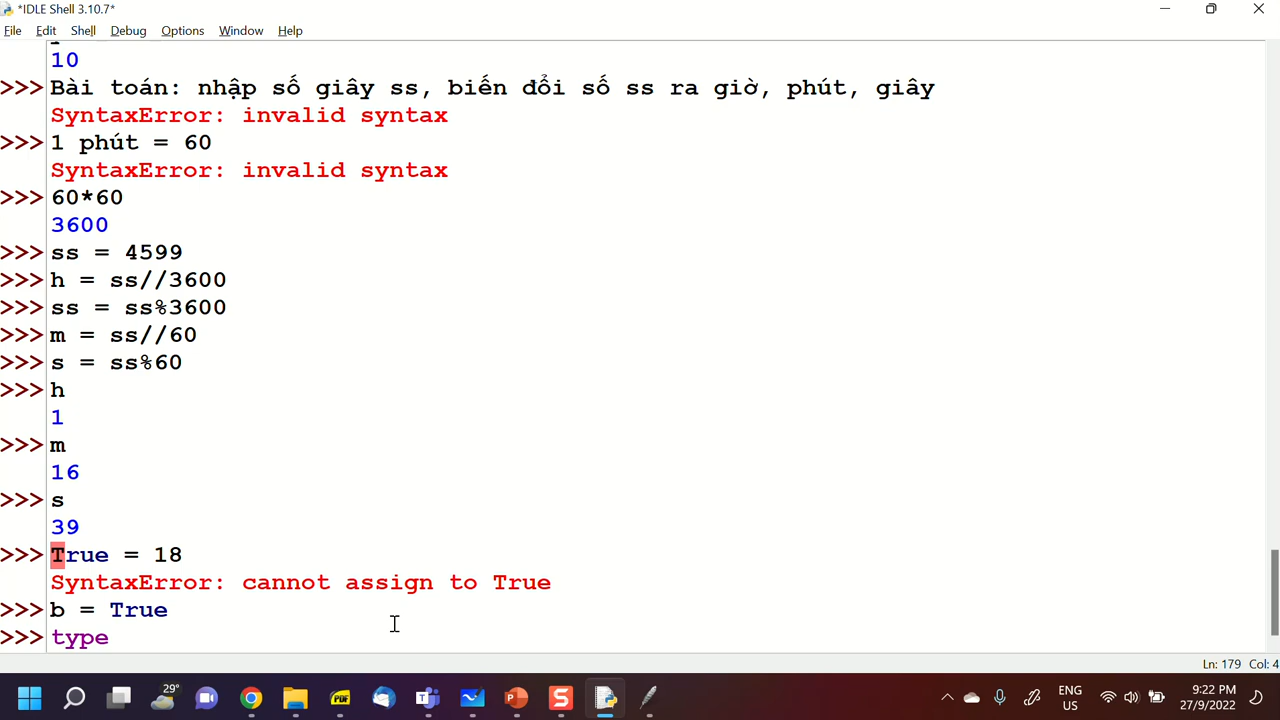 *IDLE Shell 3.10.7*
File Edit Shell Debug Options Window Help
10
>>> Bài toán: nhập số giây ss, biến đổi số ss ra giờ, phút, giây
SyntaxError: invalid syntax
>>> 1 phút = 60
SyntaxError: invalid syntax
>>> 60*60
3600
>>> ss = 4599
>>> h = ss//3600
>>> ss = ss%3600
>>> m = ss//60
>>> s = ss%60
>>> h
1
>>> m
16
>>> s
39
>>> True = 18
SyntaxError: cannot assign to True
>>> b = True
>>> type
Ln: 179 Col: 4
29°
PDF
ENG
US
9:22 PM
27/9/2022